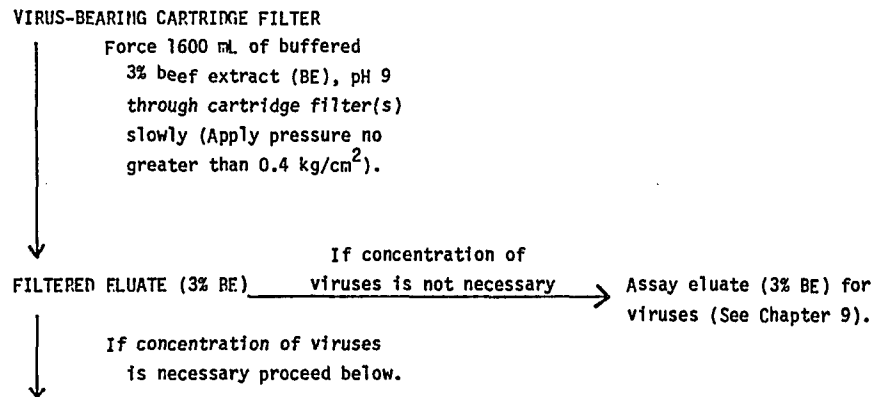 VIRUS-BEARING CARTRIDGE FILTER
Force 1600 mL of buffered
3% beef extract (BE), pH 9
through cartridge filter(s)
slowly (Apply pressure no
greater than 0.4 kg/cm²).
If concentration of
viruses is not necessary
FILTERED ELUATE (3% BE)
Assay eluate (3% BE) for
viruses (See Chapter 9).
If concentration of viruses
is necessary proceed below.